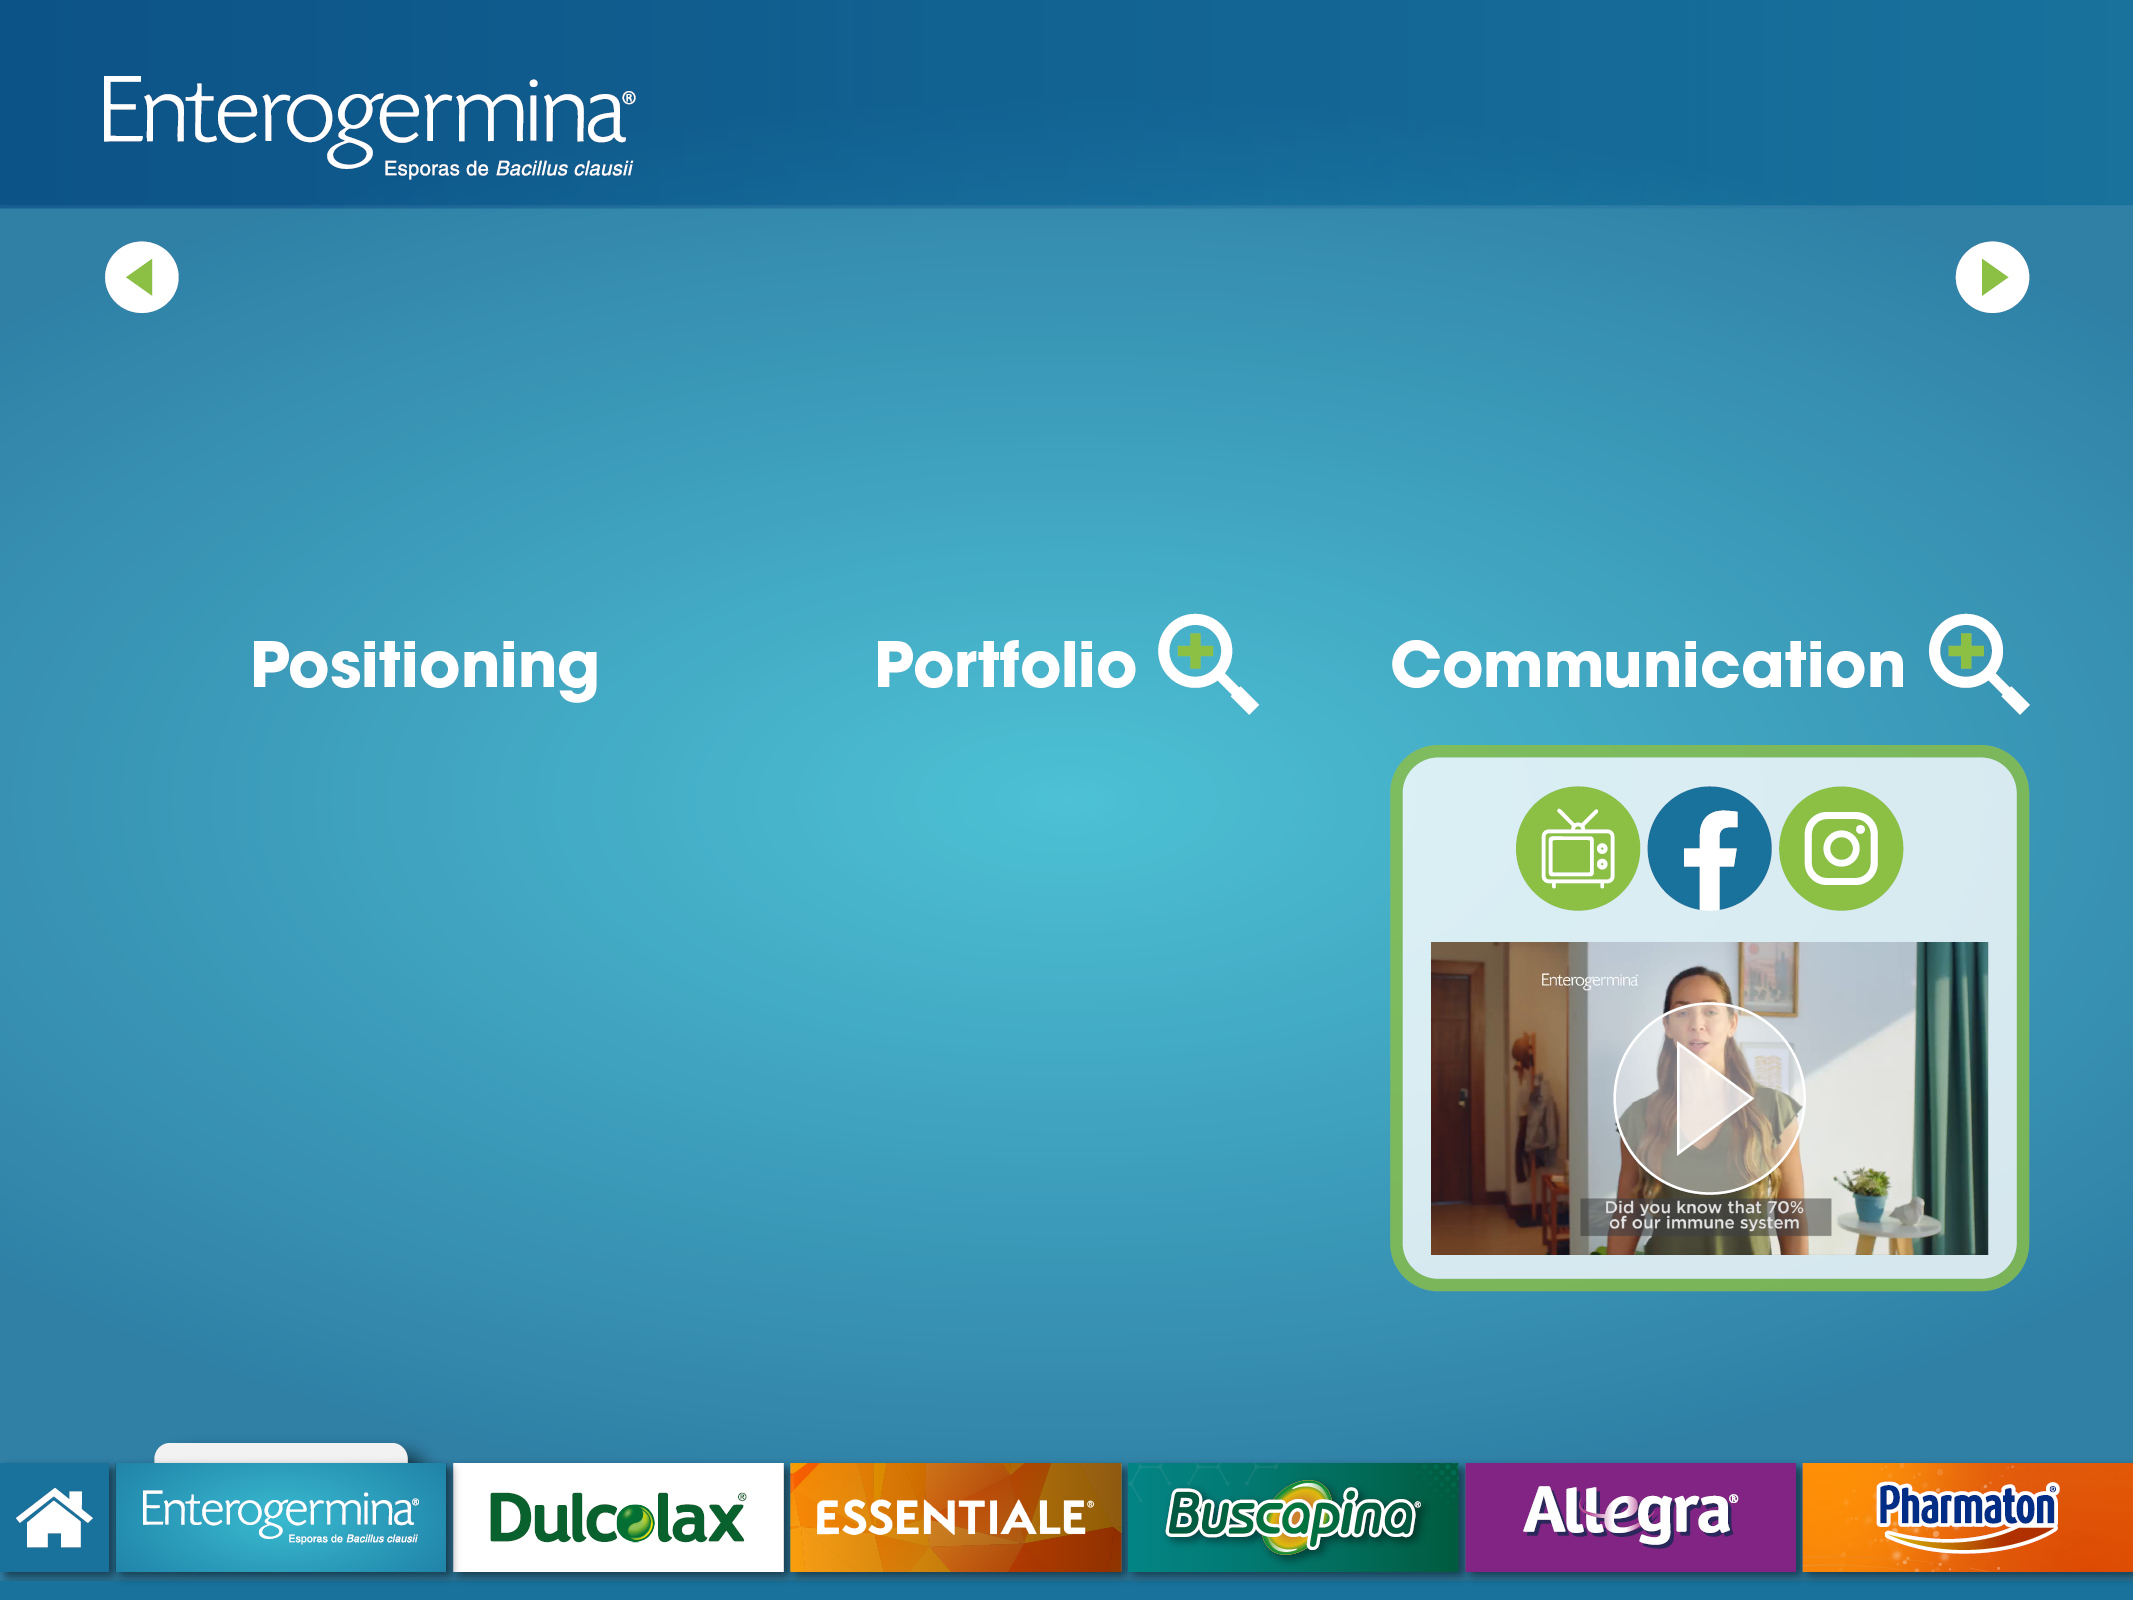 Enterogermina®
Esporas de Bacillus clausii
Positioning
Portfolio
Communication
Enterogermina
Did you know that 70%
of our immune system
Enterogermina®
Esporas de Bacillus clausii
Dulcolax®
ESSENTIALE®
Buscapina®
Allegra®
Pharmaton®